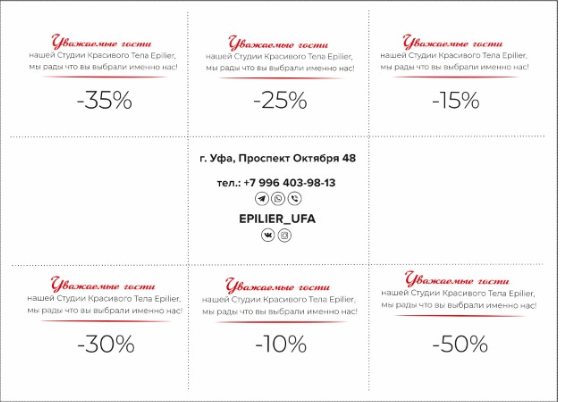 Уважаемые гости
нашей Студии Красивого Тела Epilier,
мы рады что вы выбрали именно нас!
-35%
Уважаемые гости
нашей Студии Красивого Тела Epilier,
мы рады что вы выбрали именно нас!
-25%
Уважаемые гости
нашей Студии Красивого Тела Epilier,
мы рады что вы выбрали именно нас!
-15%
г. Уфа, Проспект Октября 48
тел.: +7 996 403-98-13
EPILIER_UFA
Уважаемые гости
нашей Студии Красивого Тела Epilier,
мы рады что вы выбрали именно нас!
-30%
Уважаемые гости
нашей Студии Красивого Тела Epilier,
мы рады что вы выбрали именно нас!
-10%
Уважаемые гости
нашей Студии Красивого Тела Epilier,
мы рады что вы выбрали именно нас!
-50%